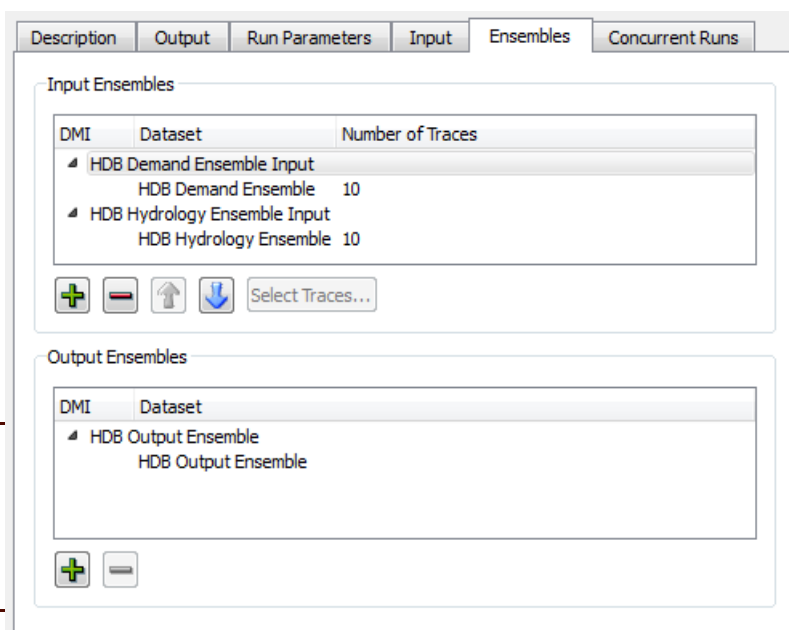 Description Output Run Parameters Input Ensembles Concurrent Runs
Input Ensembles
DMI Dataset Number of Traces
HDB Demand Ensemble Input
HDB Demand Ensemble 10
HDB Hydrology Ensemble Input
HDB Hydrology Ensemble 10
Select Traces...
Output Ensembles
DMI Dataset
HDB Output Ensemble
HDB Output Ensemble